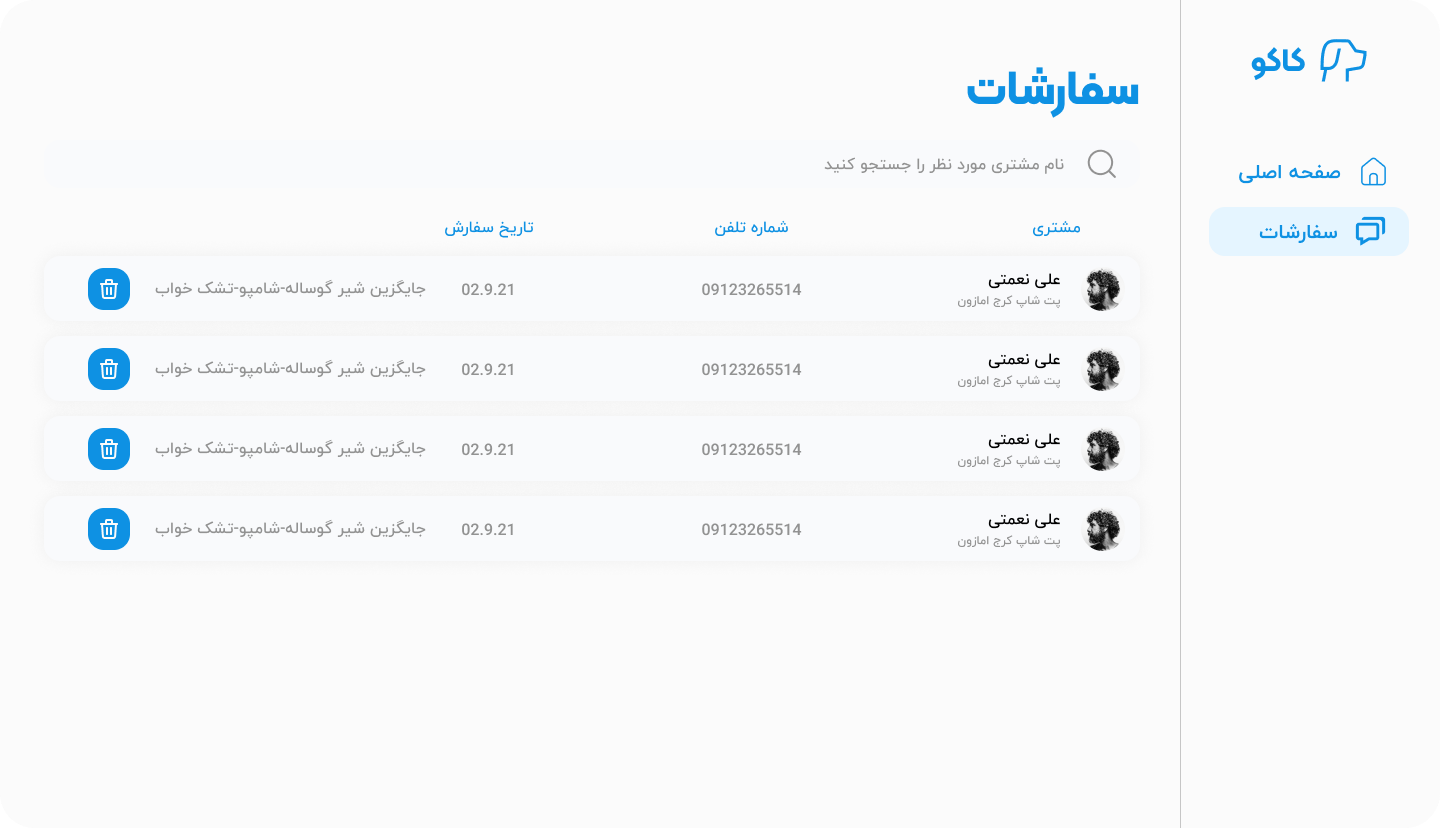 کاکو
صفحه اصلی
سفارشات
سفارشات
نام مشتری مورد نظر را جستجو کنید
مشتری شماره تلفن تاریخ سفارش
علی نعمتی
پت شاپ کرج امازون
09123265514
02.9.21
جایگزین شیر گوساله-شامپو-تشک خواب
علی نعمتی
پت شاپ کرج امازون
09123265514
02.9.21
جایگزین شیر گوساله-شامپو-تشک خواب
علی نعمتی
پت شاپ کرج امازون
09123265514
02.9.21
جایگزین شیر گوساله-شامپو-تشک خواب
علی نعمتی
پت شاپ کرج امازون
09123265514
02.9.21
جایگزین شیر گوساله-شامپو-تشک خواب